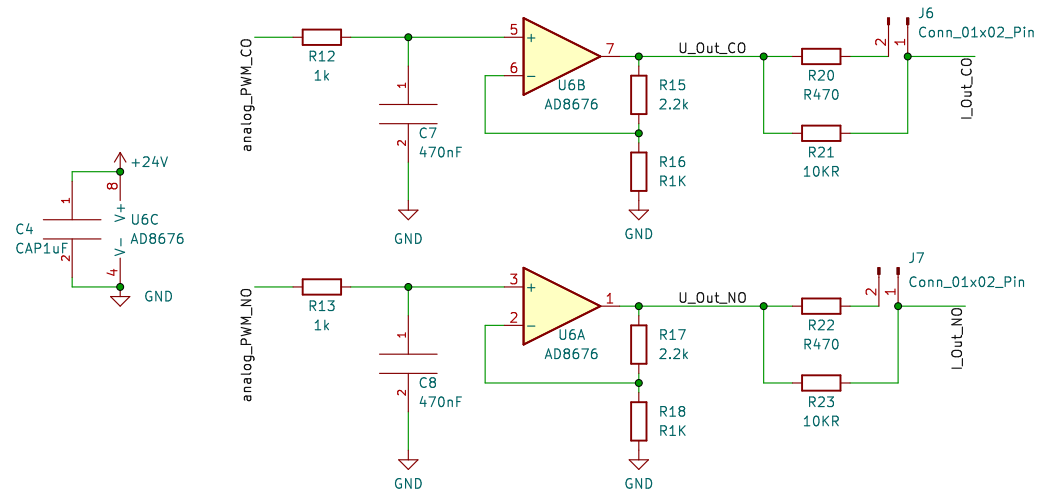 J6
Conn_01x02_Pin
2
1
analog_PWM_CO
R12
1k
1
C7
470nF
2
GND
5
+
6
−
7
U6B
AD8676
U_Out_CO
R15
2.2k
R16
R1K
GND
R20
R470
R21
10KR
I_Out_CO
+24V
8
V+
U6C
AD8676
V−
4
GND
1
C4
CAP1uF
2
J7
Conn_01x02_Pin
2
1
analog_PWM_NO
R13
1k
1
C8
470nF
2
GND
3
+
2
−
1
U6A
AD8676
U_Out_NO
R17
2.2k
R18
R1K
GND
R22
R470
R23
10KR
I_Out_NO